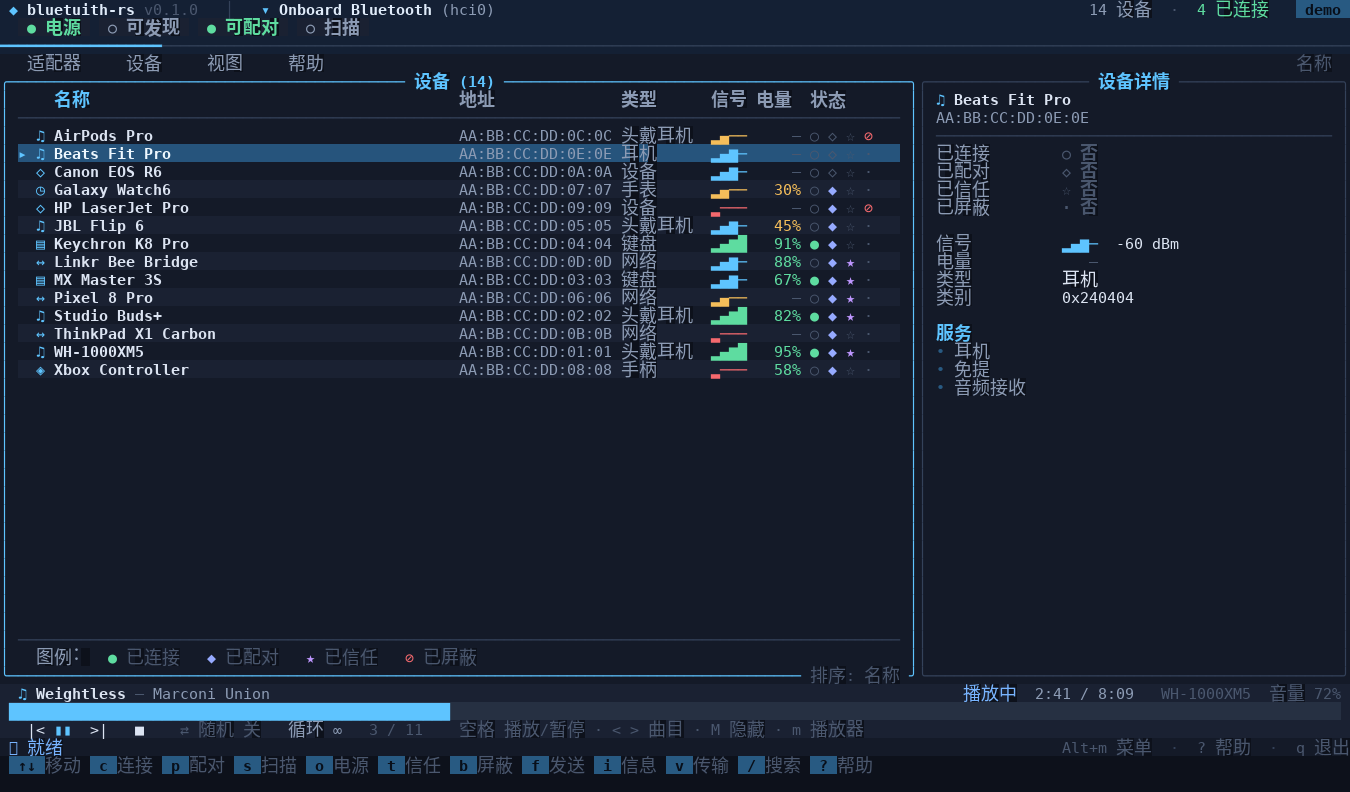 ◆ bluetuith-rs v0.1.0 │ ▾ Onboard Bluetooth (hci0) 14 设备 · 4 已连接 demo
● 电源 ○ 可发现 ● 可配对 ○ 扫描
适配器 设备 视图 帮助 名称
设备 (14) 设备详情
名称 地址 类型 信号 电量 状态
♫ AirPods Pro AA:BB:CC:DD:0C:0C 头戴耳机 — ○ ◇ ☆ ⊘
▸ ♫ Beats Fit Pro AA:BB:CC:DD:0E:0E 耳机 — ○ ◇ ☆ ·
◇ Canon EOS R6 AA:BB:CC:DD:0A:0A 设备 — ○ ◇ ☆ ·
◷ Galaxy Watch6 AA:BB:CC:DD:07:07 手表 30% ○ ◆ ☆ ·
◇ HP LaserJet Pro AA:BB:CC:DD:09:09 设备 — ○ ◆ ☆ ⊘
♫ JBL Flip 6 AA:BB:CC:DD:05:05 头戴耳机 45% ○ ◆ ☆ ·
▤ Keychron K8 Pro AA:BB:CC:DD:04:04 键盘 91% ● ◆ ☆ ·
↔ Linkr Bee Bridge AA:BB:CC:DD:0D:0D 网络 88% ○ ◆ ★ ·
▤ MX Master 3S AA:BB:CC:DD:03:03 键盘 67% ● ◆ ★ ·
↔ Pixel 8 Pro AA:BB:CC:DD:06:06 网络 — ○ ◆ ★ ·
♫ Studio Buds+ AA:BB:CC:DD:02:02 头戴耳机 82% ● ◆ ★ ·
↔ ThinkPad X1 Carbon AA:BB:CC:DD:0B:0B 网络 — ○ ◆ ☆ ·
♫ WH-1000XM5 AA:BB:CC:DD:01:01 头戴耳机 95% ● ◆ ★ ·
◈ Xbox Controller AA:BB:CC:DD:08:08 手柄 58% ○ ◆ ☆ ·
图例: ● 已连接 ◆ 已配对 ★ 已信任 ⊘ 已屏蔽
排序: 名称
♫ Beats Fit Pro
AA:BB:CC:DD:0E:0E
已连接 ○ 否
已配对 ◇ 否
已信任 ☆ 否
已屏蔽 · 否
信号 -60 dBm
电量 —
类型 耳机
类别 0x240404
服务
• 耳机
• 免提
• 音频接收
♫ Weightless — Marconi Union 播放中 2:41 / 8:09 WH-1000XM5 音量 72%
|< ▮▮ >| ■ ⇄ 随机 关 循环 ∞ 3 / 11 空格 播放/暂停 · < > 曲目 · M 隐藏 · m 播放器
就绪 Alt+m 菜单 · ? 帮助 · q 退出
↑↓ 移动 c 连接 p 配对 s 扫描 o 电源 t 信任 b 屏蔽 f 发送 i 信息 v 传输 / 搜索 ? 帮助